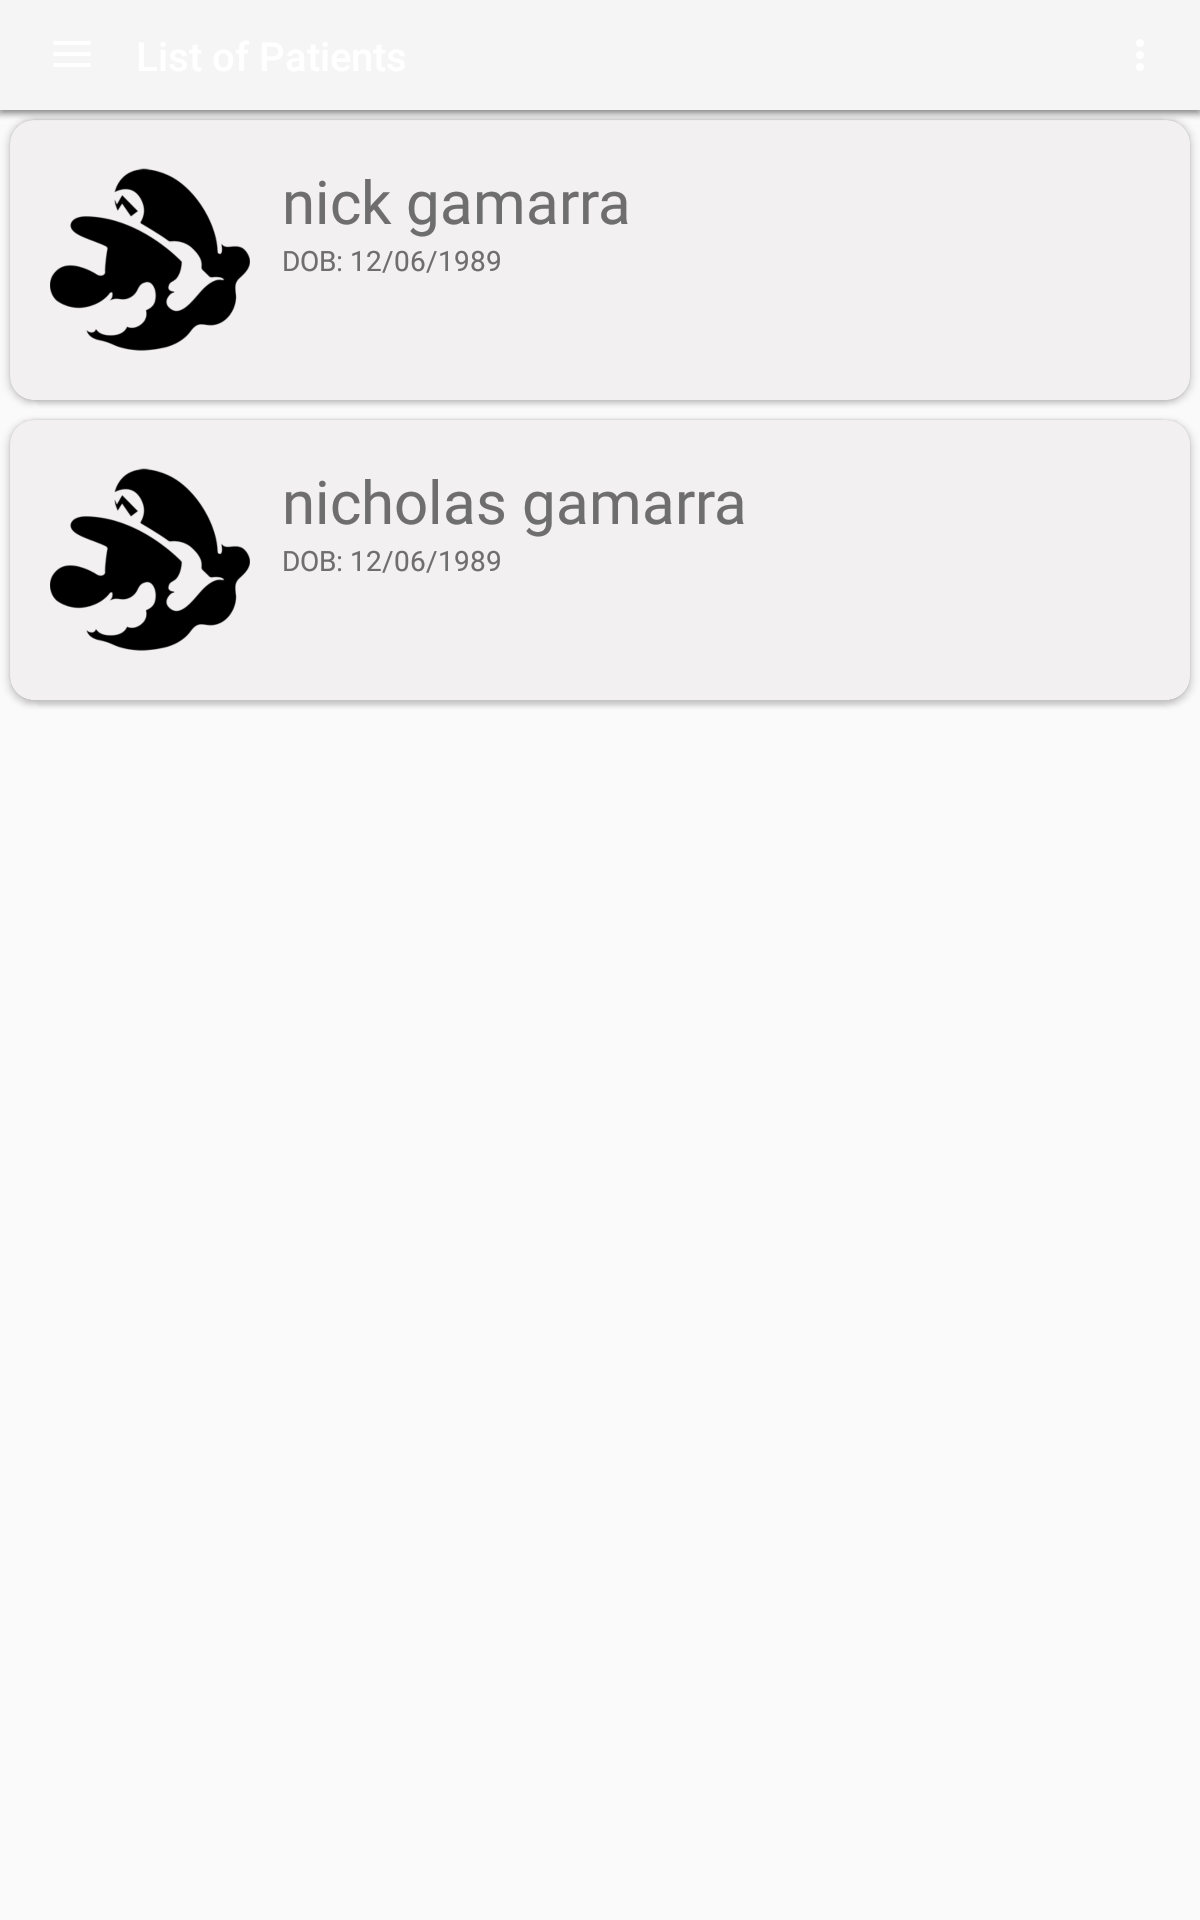 List of Patients
nick gamarra
DOB: 12/06/1989
nicholas gamarra
DOB: 12/06/1989